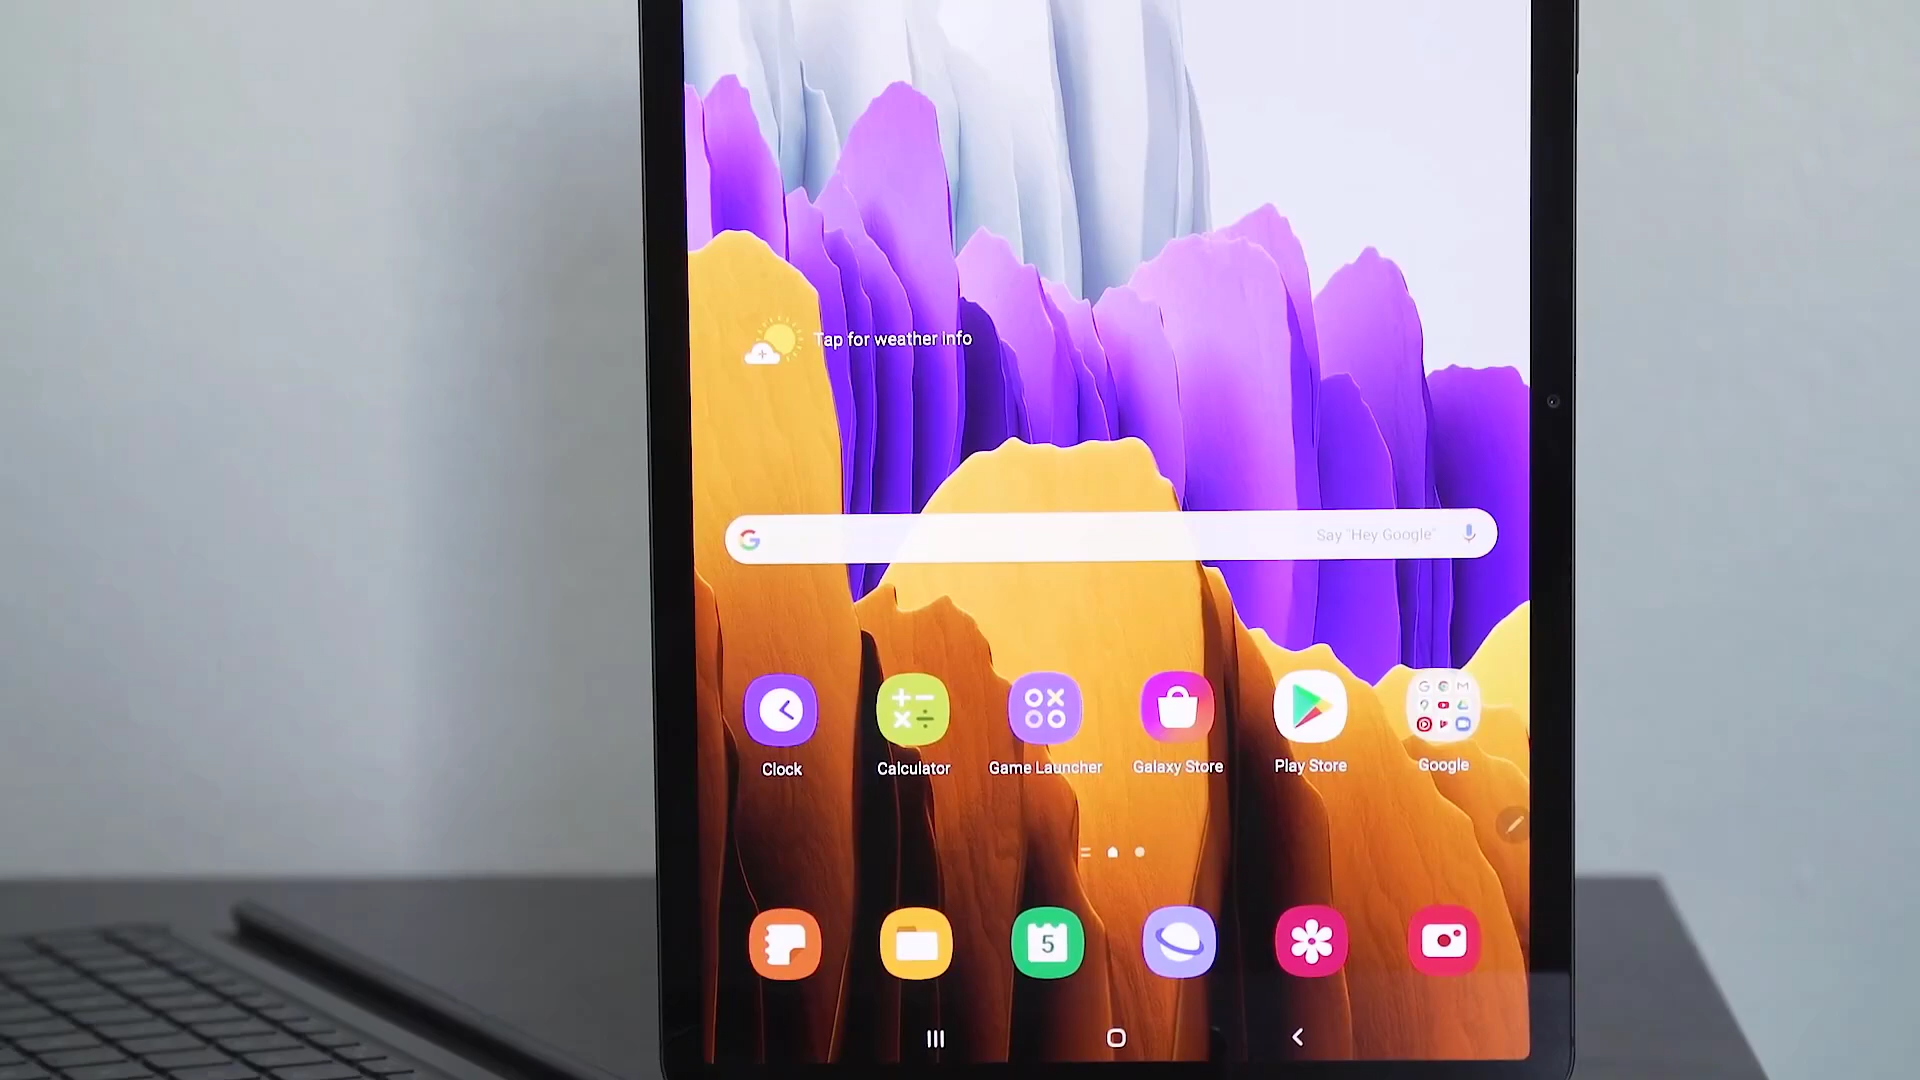 Tap for weather info
G
Say "Hey Google"
Clock
Calculator
Game Launcher
Galaxy Store
Play Store
Google
5